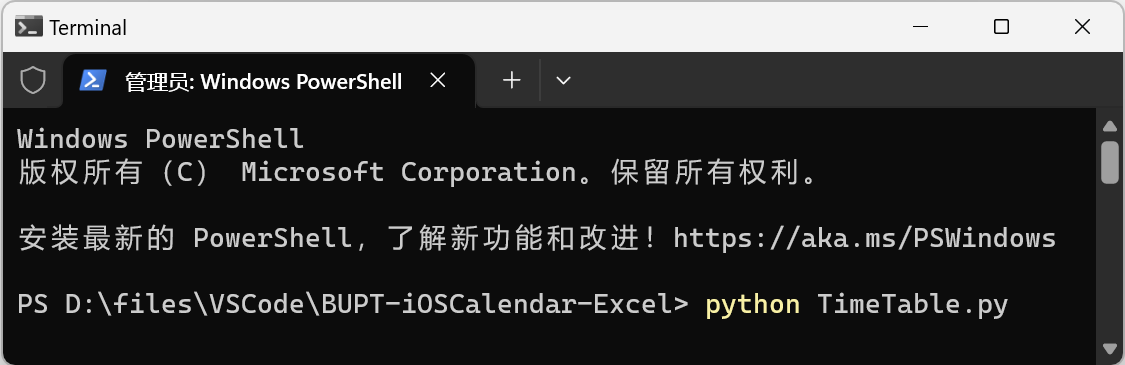 Terminal
管理员: Windows PowerShell
Windows PowerShell
版权所有（C） Microsoft Corporation。保留所有权利。
安装最新的 PowerShell，了解新功能和改进！https://aka.ms/PSWindows
PS D:\files\VSCode\BUPT-iOSCalendar-Excel> python TimeTable.py